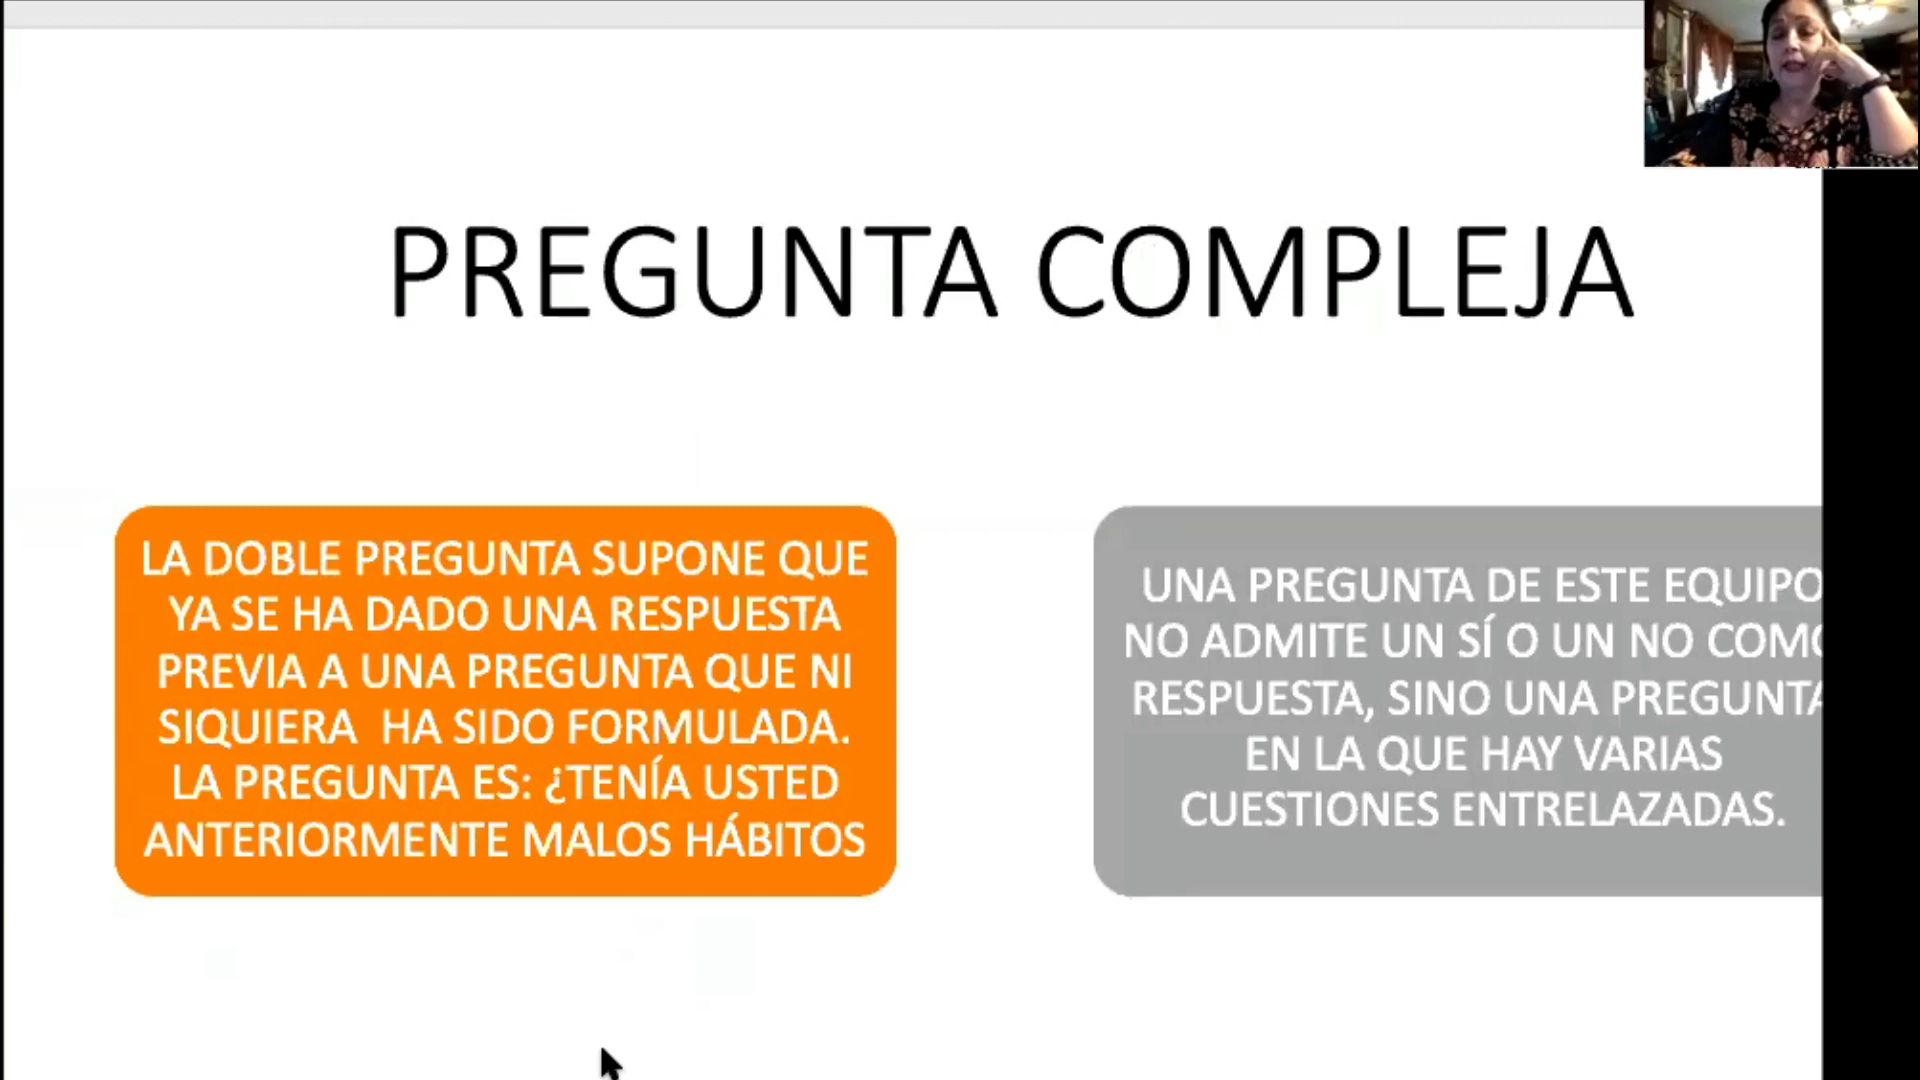 PREGUNTA COMPLEJA
LA DOBLE PREGUNTA SUPONE QUE
YA SE HA DADO UNA RESPUESTA
PREVIA A UNA PREGUNTA QUE NI
SIQUIERA HA SIDO FORMULADA.
LA PREGUNTA ES: ¿TENÍA USTED
ANTERIORMENTE MALOS HÁBITOS
UNA PREGUNTA DE ESTE EQUIPO
NO ADMITE UN SÍ O UN NO COMO
RESPUESTA, SINO UNA PREGUNTA
EN LA QUE HAY VARIAS
CUESTIONES ENTRELAZADAS.